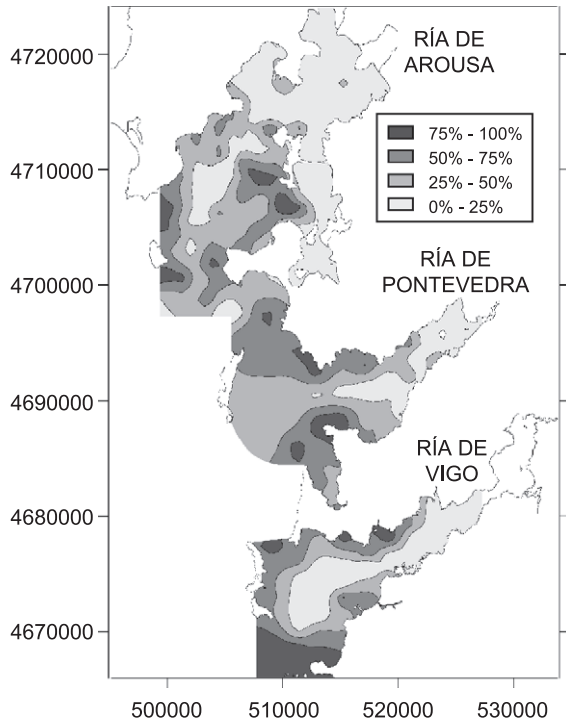 RÍA DE
AROUSA
75% - 100%
50% - 75%
25% - 50%
0% - 25%
RÍA DE
PONTEVEDRA
RÍA DE
VIGO
4720000
4710000
4700000
4690000
4680000
4670000
500000 510000 520000 530000